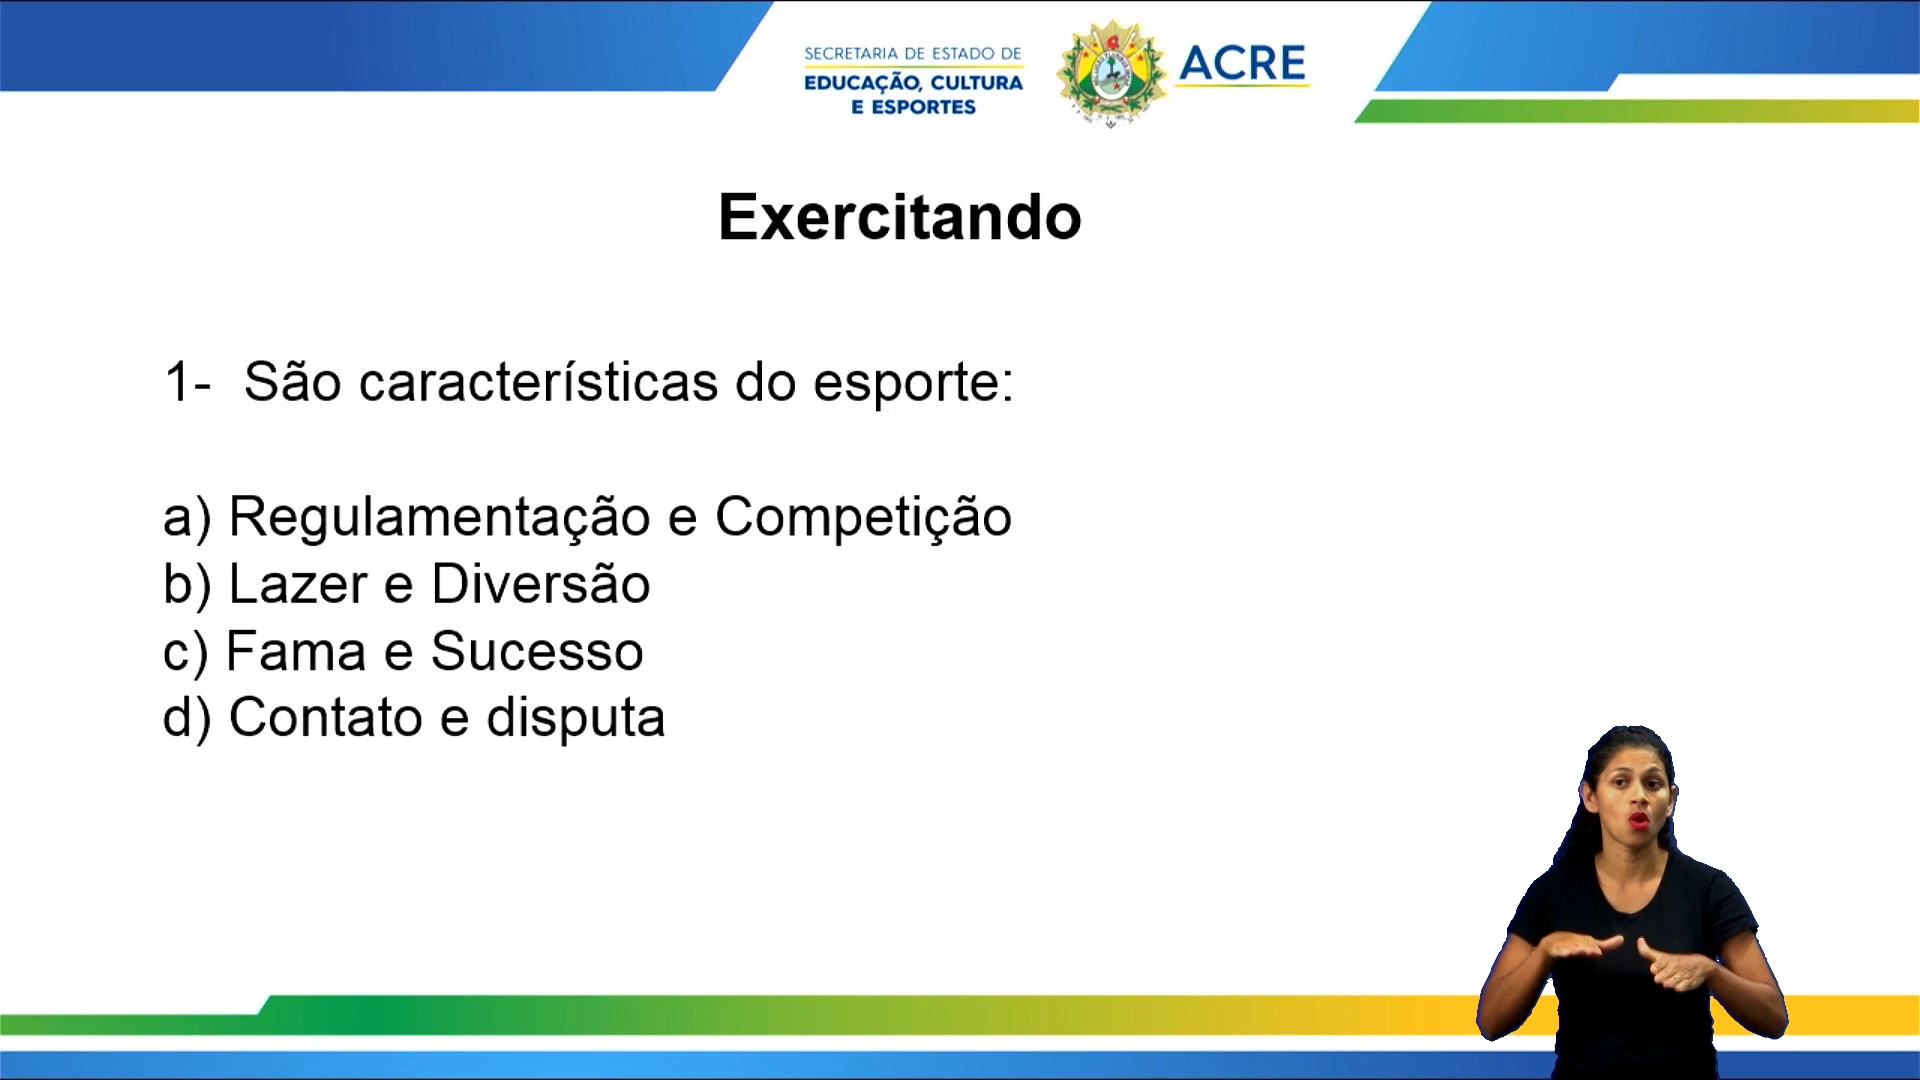 SECRETARIA DE ESTADO DE
EDUCAÇÃO, CULTURA
E ESPORTES
ACRE
Exercitando
1- São características do esporte:
a) Regulamentação e Competição
b) Lazer e Diversão
c) Fama e Sucesso
d) Contato e disputa